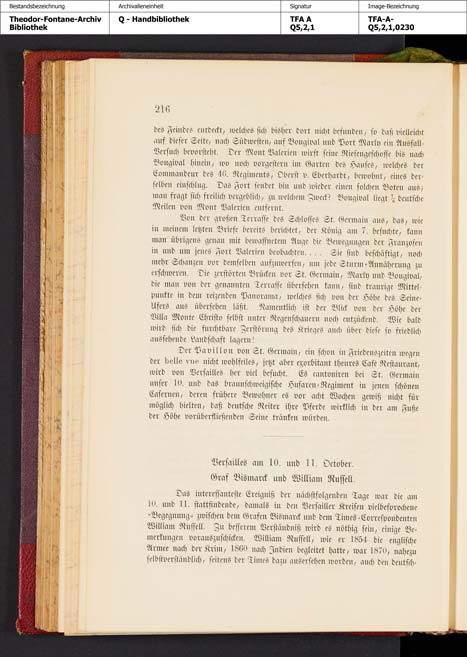 Bestandsbezeichnung
Theodor-Fontane-Archiv
Bibliothek
Archivalieneinheit
Q - Handbibliothek
Signatur
TFA A
Q5,2,1
Image-Bezeichnung
TFA-A-
Q5,2,1,0230
216
des Feindes entdeckt, welches sich bisher dort nicht befunden, so daß vielleicht
auf dieser Seite, nach Südwesten, auf Bougival und Port Marly ein Ausfall-
Versuch bevorsteht. Der Mont Valerien wirft seine Riesengeschosse bis nach
Bougival hinein, wo noch vorgestern im Garten des Hauses, welches der
Commandeur des 46. Regiments, Oberst v. Eberhardt, bewohnt, eines der-
selben einschlug. Das Fort sendet hin und wieder einen solchen Boten aus;
man fragt sich freilich vergeblich, zu welchem Zweck? Bougival liegt ½ deutsche
Meilen von Mont Valerien entfernt.
Von der großen Terrasse des Schlosses St. Germain aus, das, wie
in meinem letzten Briefe bereits berichtet, der König am 7. besuchte, kann
man übrigens genau mit bewaffnetem Auge die Bewegungen der Franzosen
in und um jenes Fort Valerien beobachten. . . . Sie sind beschäftigt, noch
mehr Schanzen vor demselben aufzuwerfen, um jede Sturm-Annäherung zu
erschweren. Die zerstörten Brücken vor St. Germain, Marly und Bougival,
die man von der genannten Terrasse übersehen kann, sind traurige Mittel-
punkte in dem reizenden Panorama, welches sich von der Höhe des Seine-
Ufers aus übersehen läßt. Namentlich ist der Blick von der Höhe der
Villa Monte Christo selbst unter Regenschauern noch entzückend. Wie bald
wird sich die furchtbare Zerstörung des Krieges auch über diese so friedlich
aussehende Landschaft lagern!
Der Pavillon von St. Germain, ein schon in Friedenszeiten wegen
der belle vue nicht wohlfeiles, jetzt aber exorbitant theures Café Restaurant,
wird von Versailles her viel besucht. Es cantoniren bei St. Germain
unser 10. und das braunschweigische Husaren-Regiment in jenen schönen
Casernen, deren frühere Bewohner es vor acht Wochen gewiß nicht für
möglich hielten, daß deutsche Reiter ihre Pferde wirklich in der am Fuße
der Höhe vorüberfließenden Seine tränken würden.
Versailles am 10. und 11. October.
Graf Bismarck und William Russell.
Das interessanteste Ereigniß der nächstfolgenden Tage war die am
10. und 11. stattfindende, damals in den Versailler Kreisen vielbesprochene
»Begegnung« zwischen dem Grafen Bismarck und dem Times-Correspondenten
William Russell. Zu besserem Verständniß wird es nöthig sein, einige Be-
merkungen vorauszuschicken. William Russell, wie er 1854 die englische
Armee nach der Krim, 1860 nach Indien begleitet hatte, war 1870, nahezu
selbstverständlich, seitens der Times dazu ausersehen worden, auch den deutsch-